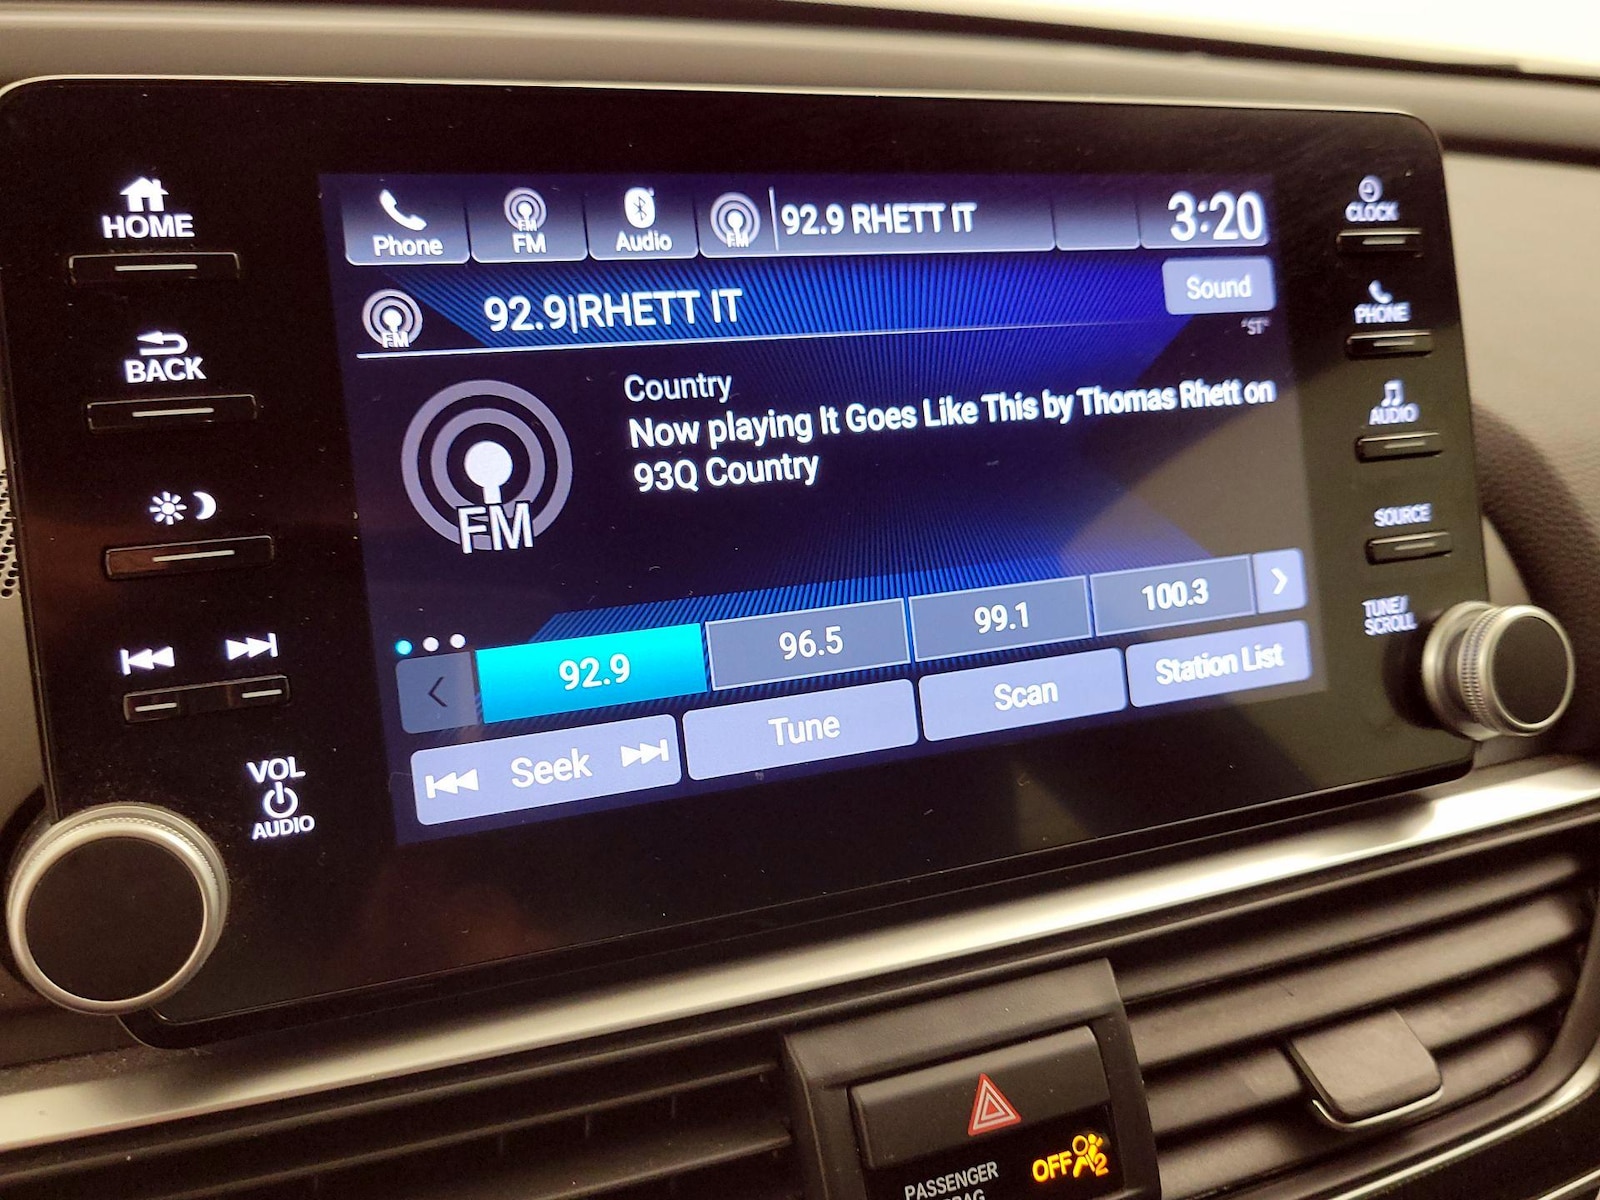 HOME
BACK
VOL
AUDIO
Phone
FM
FM
Audio
FM
92.9 RHETT IT
3:20
FM
92.9|RHETT IT
Sound
"ST"
FM
Country
Now playing It Goes Like This by Thomas Rhett on
93Q Country
92.9
96.5
99.1
100.3
Seek
Tune
Scan
Station List
CLOCK
PHONE
AUDIO
SOURCE
TUNE/
SCROLL
PASSENGER
OFF 2